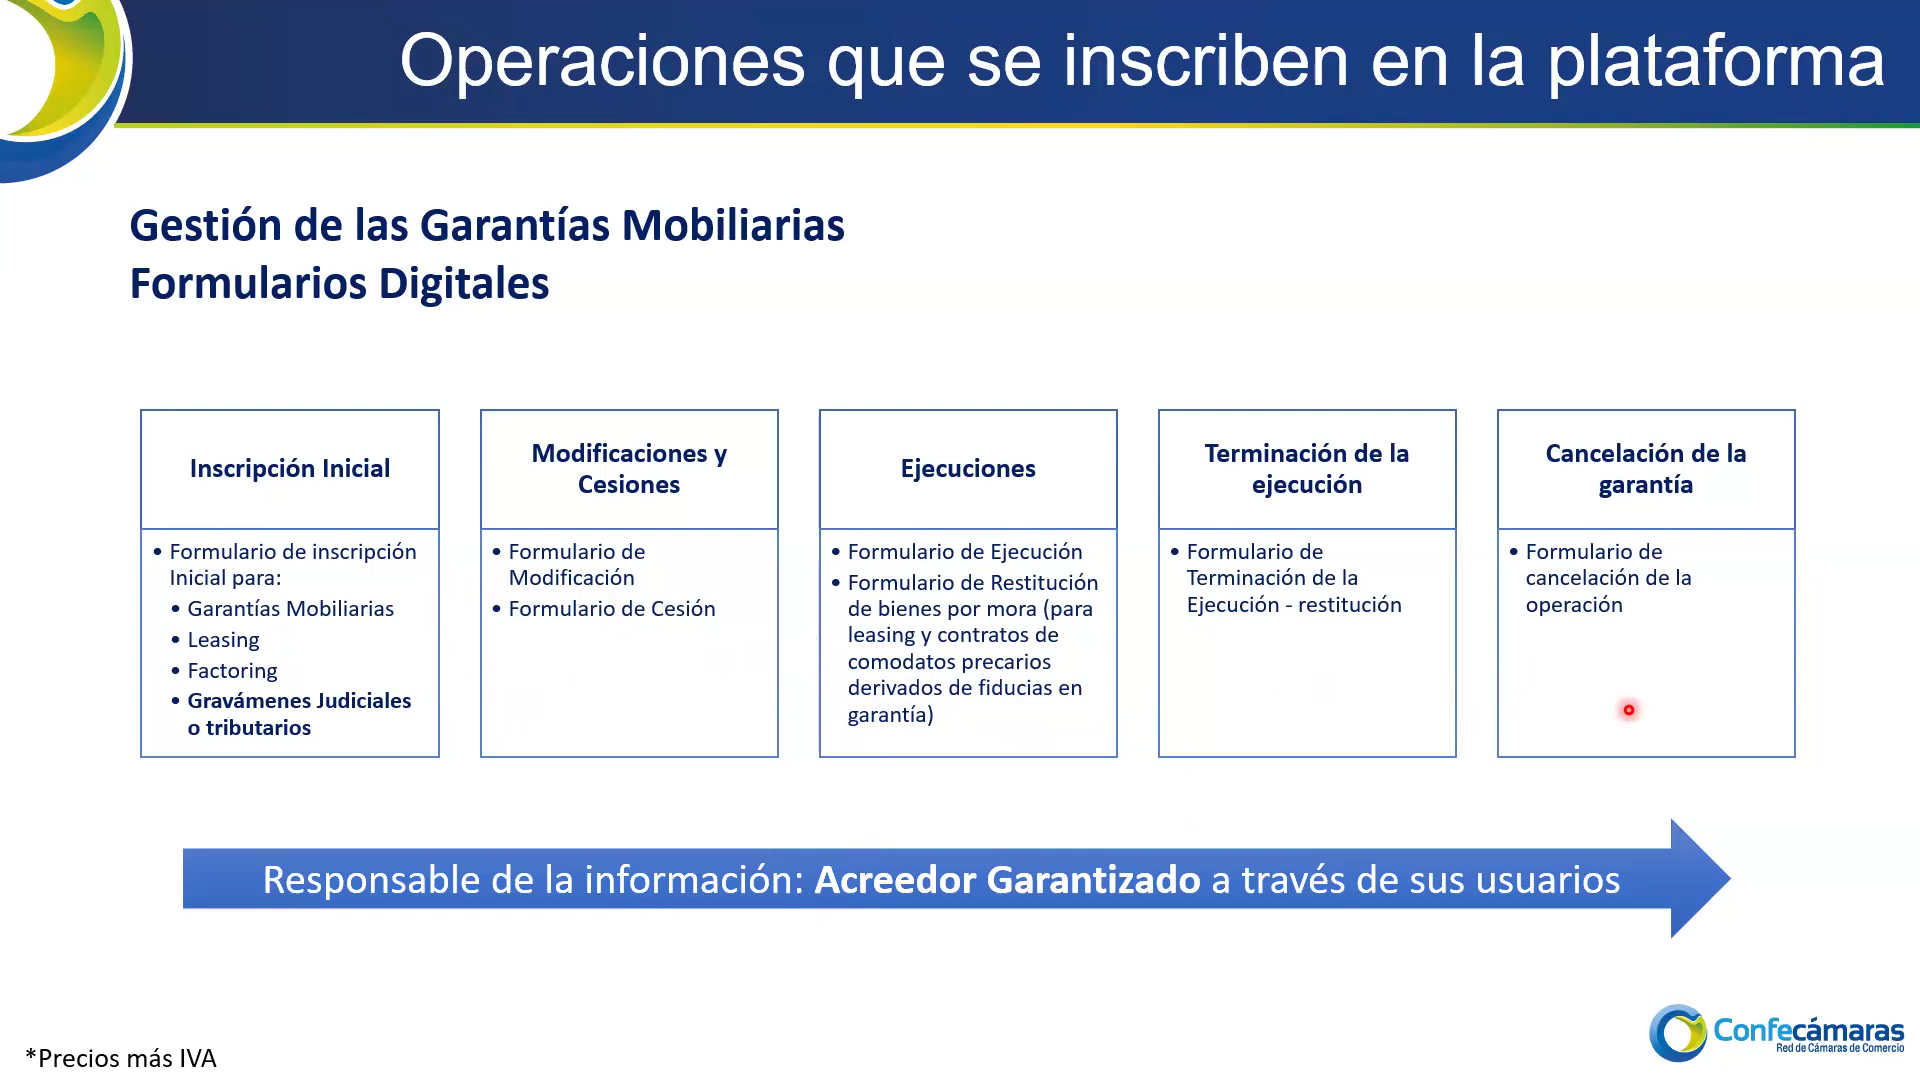 Operaciones que se inscriben en la plataforma
Gestión de las Garantías Mobiliarias
Formularios Digitales
Inscripción Inicial
• Formulario de inscripción
Inicial para:
• Garantías Mobiliarias
• Leasing
• Factoring
• Gravámenes Judiciales
o tributarios
Modificaciones y
Cesiones
• Formulario de
Modificación
• Formulario de Cesión
Ejecuciones
• Formulario de Ejecución
• Formulario de Restitución
de bienes por mora (para
leasing y contratos de
comodatos precarios
derivados de fiducias en
garantía)
Terminación de la
ejecución
• Formulario de
Terminación de la
Ejecución - restitución
Cancelación de la
garantía
• Formulario de
cancelación de la
operación
Responsable de la información: Acreedor Garantizado a través de sus usuarios
*Precios más IVA
Confecámaras
Red de Cámaras de Comercio